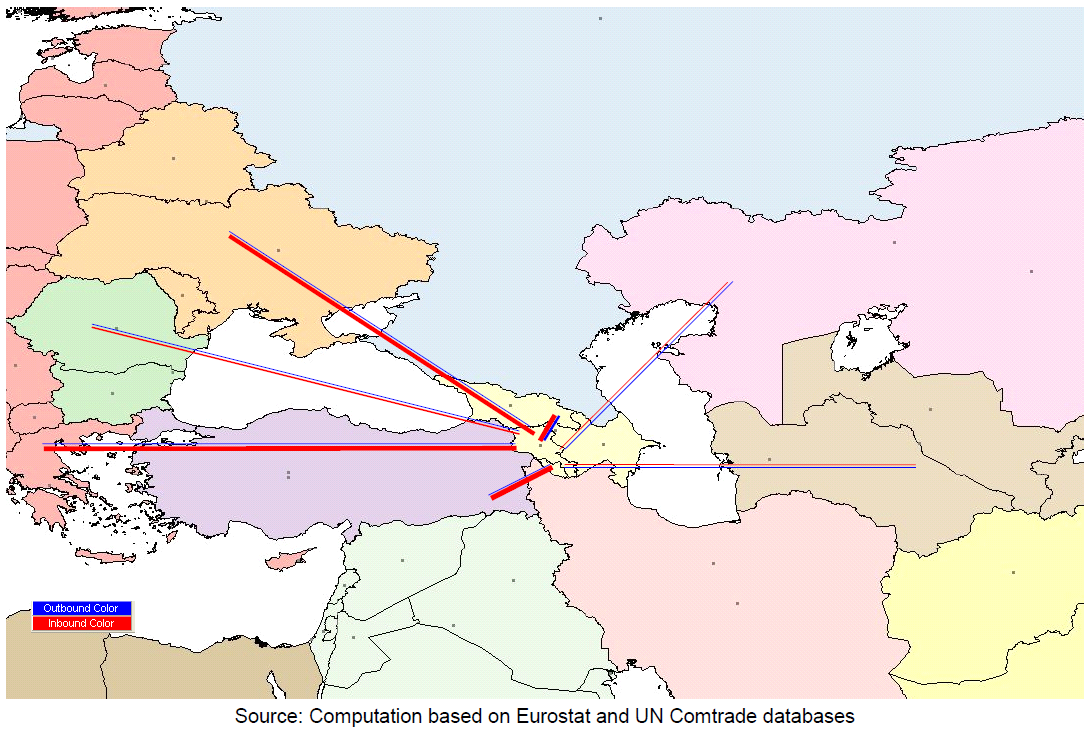 Outbound Color
Inbound Color
Source: Computation based on Eurostat and UN Comtrade databases